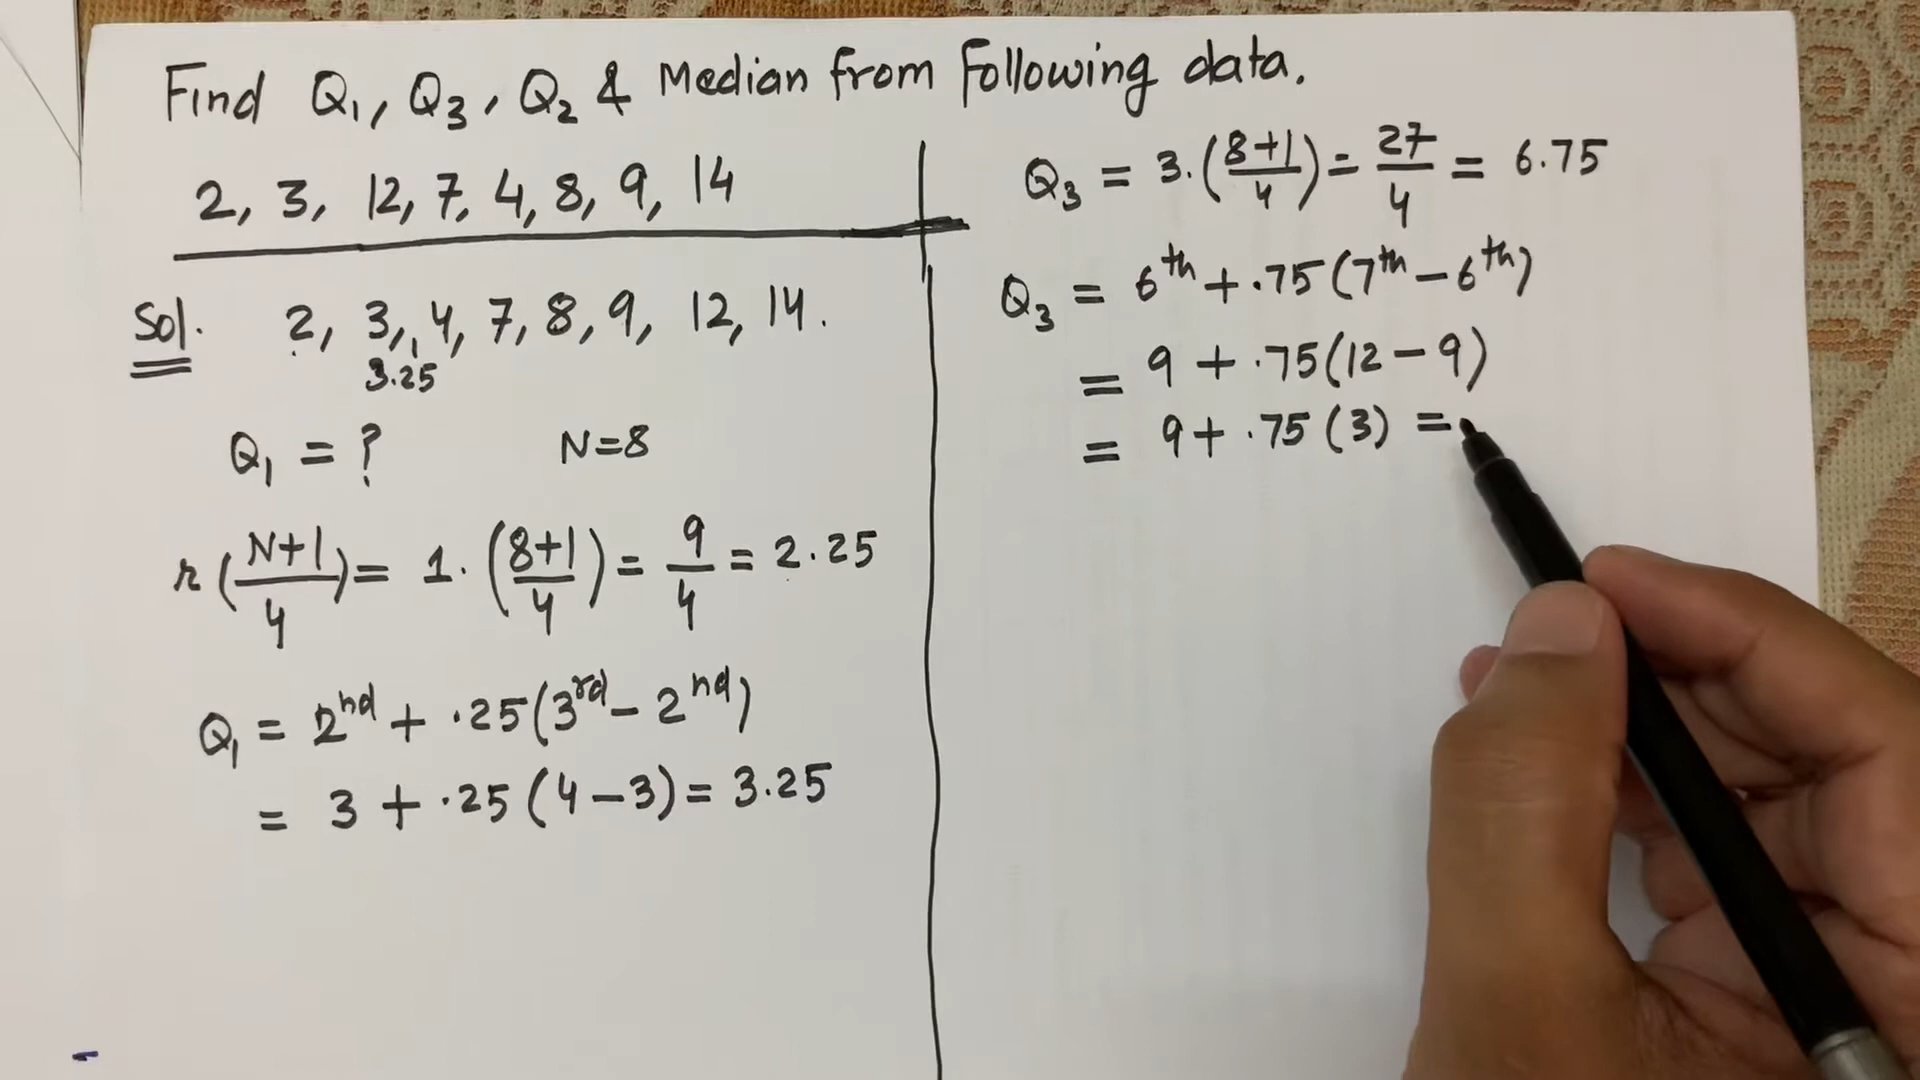 Find Q₁, Q₃, Q₂ & Median from Following data.
2, 3, 12, 7, 4, 8, 9, 14
Sol. 2, 3, 4, 7, 8, 9, 12, 14.
3.25
Q₁ = ? N=8
r(N+1/4) = 1.(8+1/4) = 9/4 = 2.25
Q₁ = 2nd + .25(3rd - 2nd)
= 3 + .25(4-3) = 3.25
Q₃ = 3.(8+1/4) = 27/4 = 6.75
Q₃ = 6th + .75(7th - 6th)
= 9 + .75(12-9)
= 9 + .75(3) =